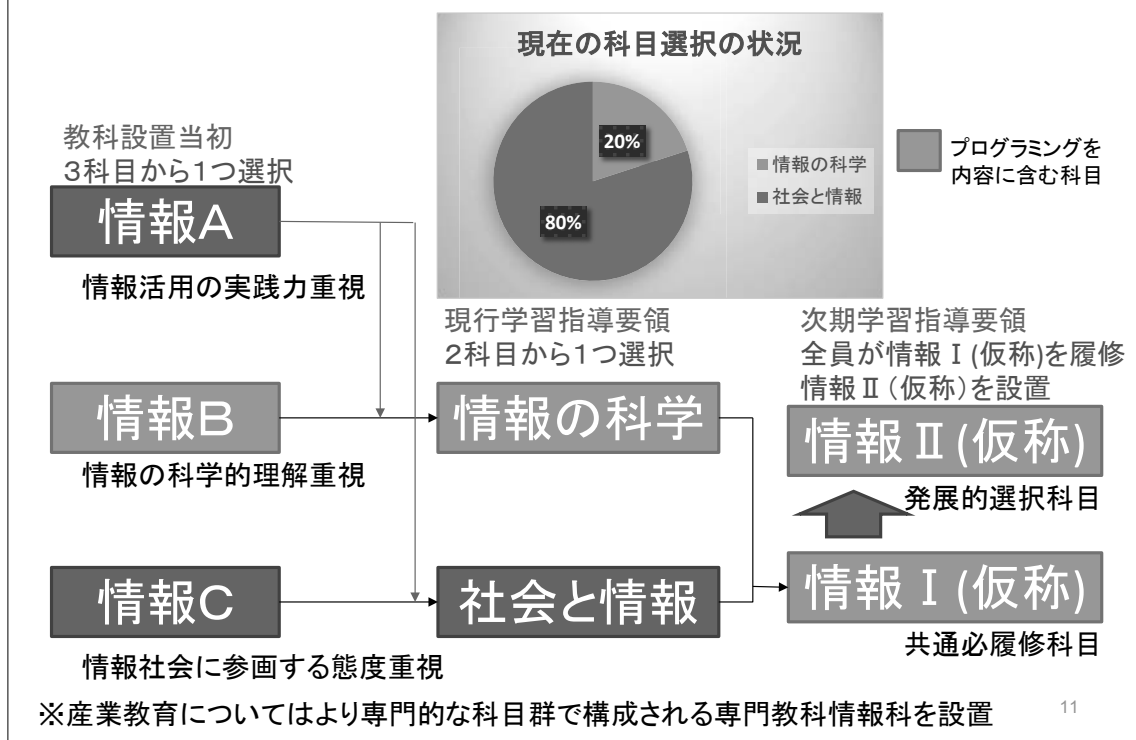 現在の科目選択の状況
20%
80%
■情報の科学
■社会と情報
プログラミングを
内容に含む科目
教科設置当初
3科目から1つ選択
情報A
情報活用の実践力重視
情報B
情報の科学的理解重視
情報C
情報社会に参画する態度重視
現行学習指導要領
2科目から1つ選択
情報の科学
社会と情報
次期学習指導要領
全員が情報Ⅰ(仮称)を履修
情報Ⅱ(仮称)を設置
情報Ⅱ(仮称)
発展的選択科目
情報Ⅰ(仮称)
共通必履修科目
※産業教育についてはより専門的な科目群で構成される専門教科情報科を設置
11